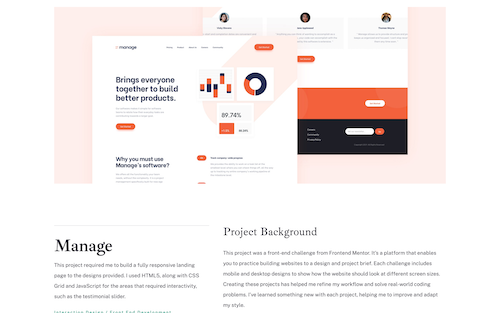 manage
Brings everyone
together to build
better products.
89.74%
Why you must use
Manage's software?
Manage
This project required me to build a fully responsive landing
page to the designs provided. I used HTML5, along with CSS
Grid and JavaScript for the areas that required interactivity,
such as the testimonial slider.
Interaction Design / Front End Development
Project Background
This project was a front-end challenge from Frontend Mentor. It's a platform that enables
you to practice building websites to a design and project brief. Each challenge includes
mobile and desktop designs to show how the website should look at different screen sizes.
Creating these projects has helped me refine my workflow and solve real-world coding
problems. I've learned something new with each project, helping me to improve and adapt
my style.